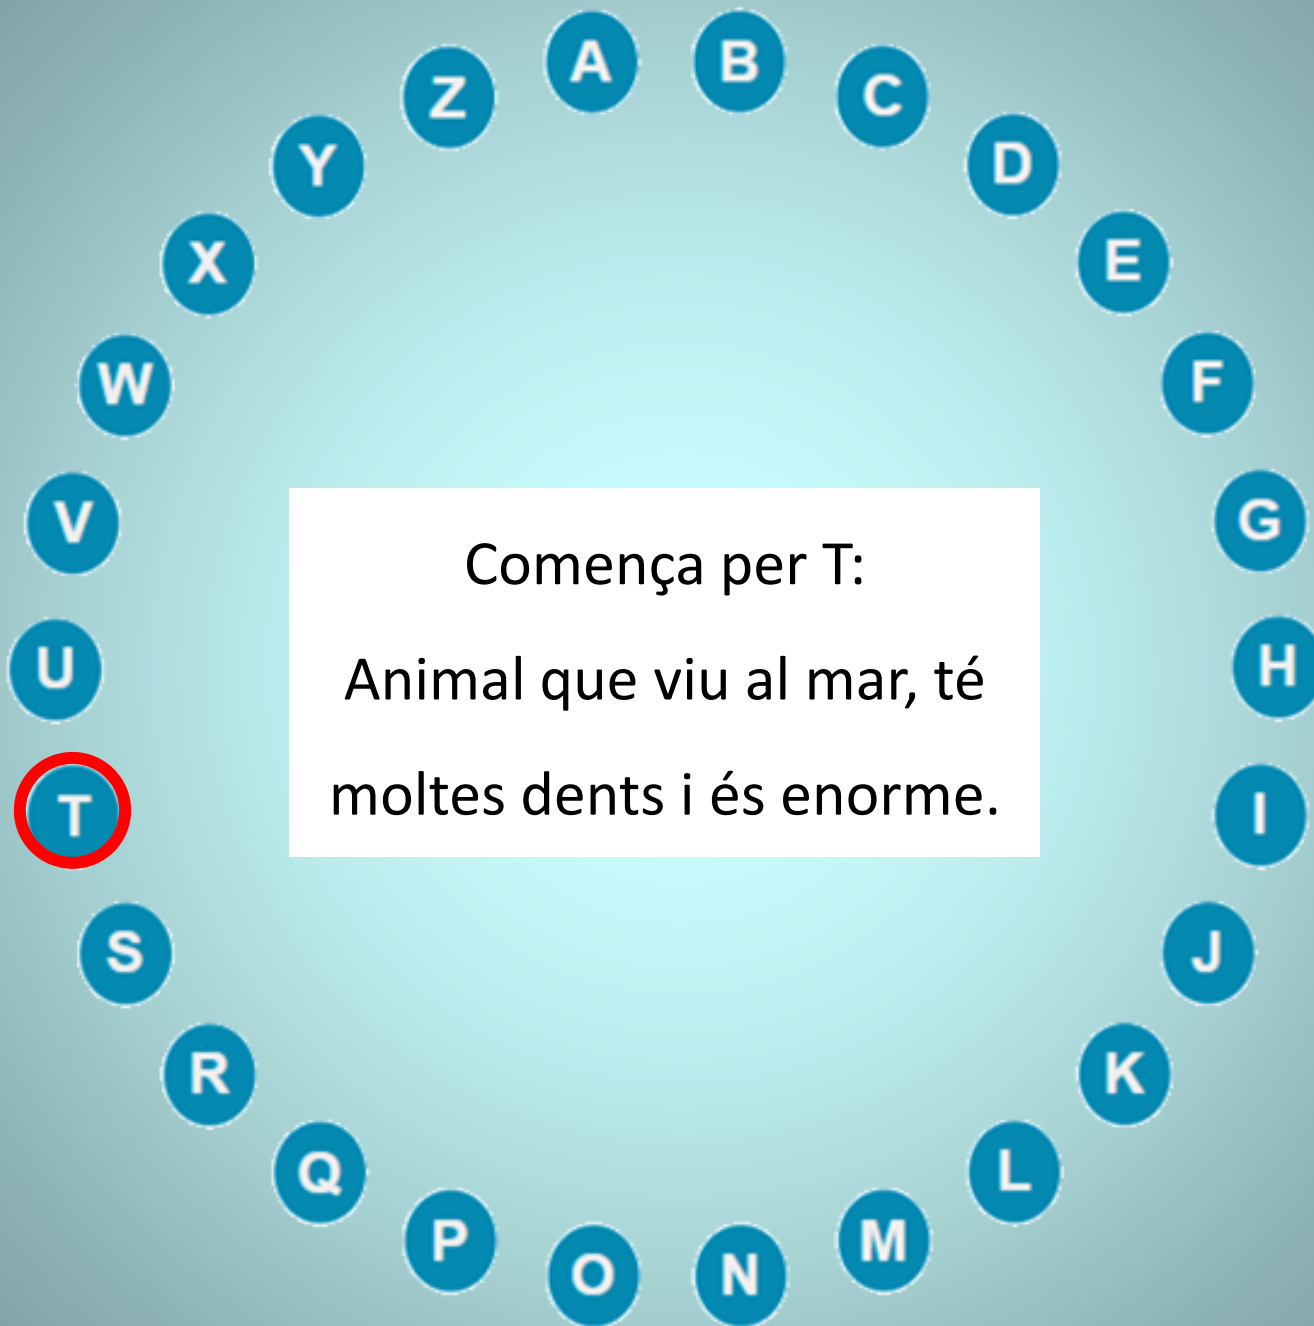 A
B
C
D
E
F
G
H
I
J
K
L
M
N
O
P
Q
R
S
T
U
V
W
X
Y
Z
Comença per T:
Animal que viu al mar, té
moltes dents i és enorme.